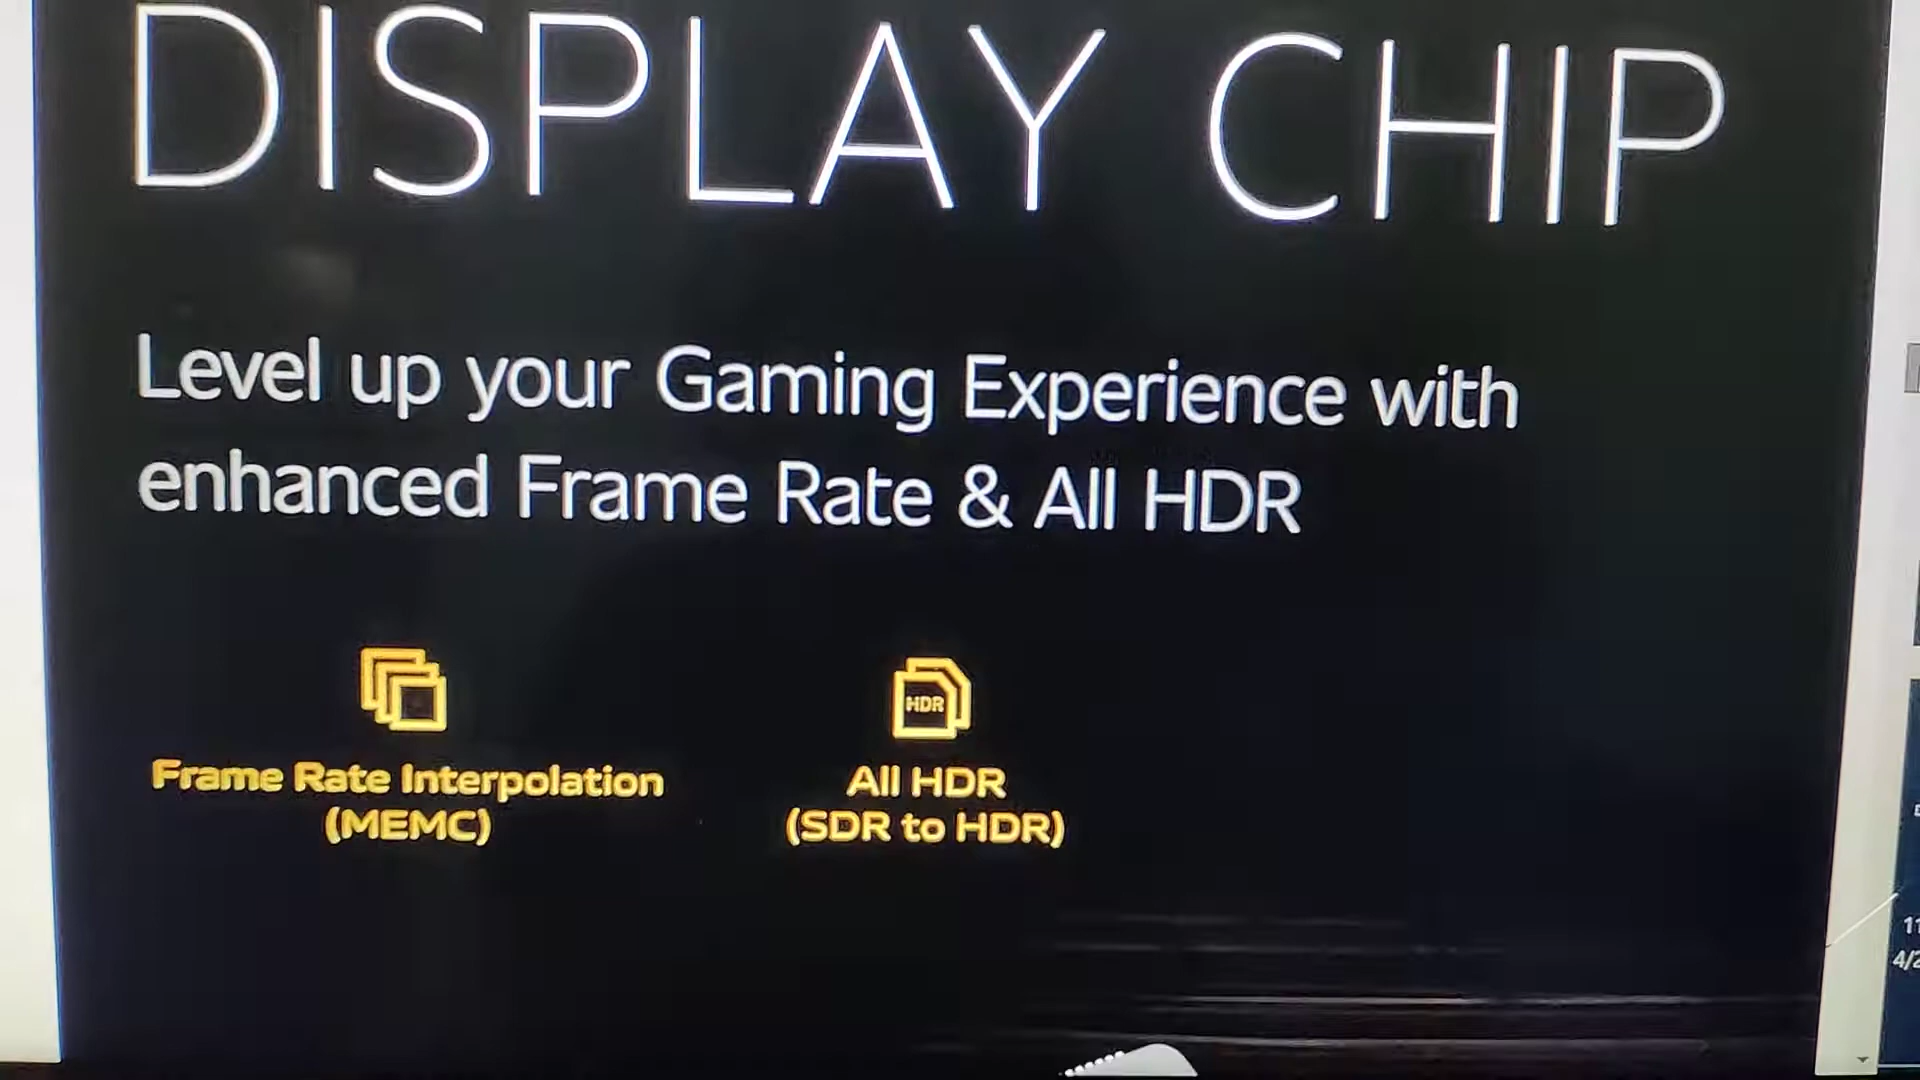 DISPLAY CHIP
Level up your Gaming Experience with
enhanced Frame Rate & All HDR
HDR
Frame Rate Interpolation
(MEMC)
All HDR
(SDR to HDR)